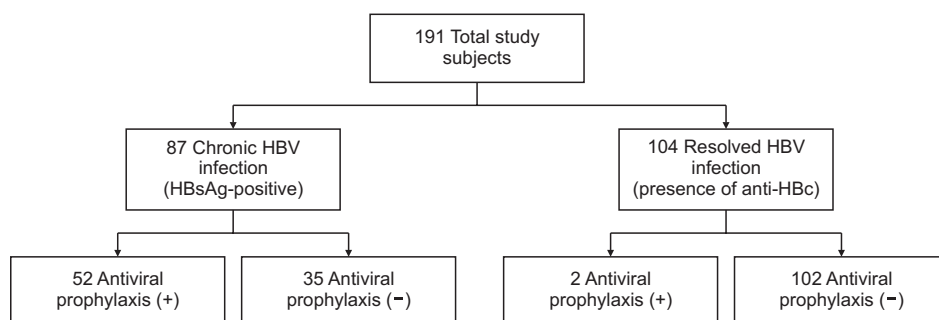 191 Total study
subjects
87 Chronic HBV
infection
(HBsAg-positive)
104 Resolved HBV
infection
(presence of anti-HBc)
52 Antiviral
prophylaxis (+)
35 Antiviral
prophylaxis (−)
2 Antiviral
prophylaxis (+)
102 Antiviral
prophylaxis (−)